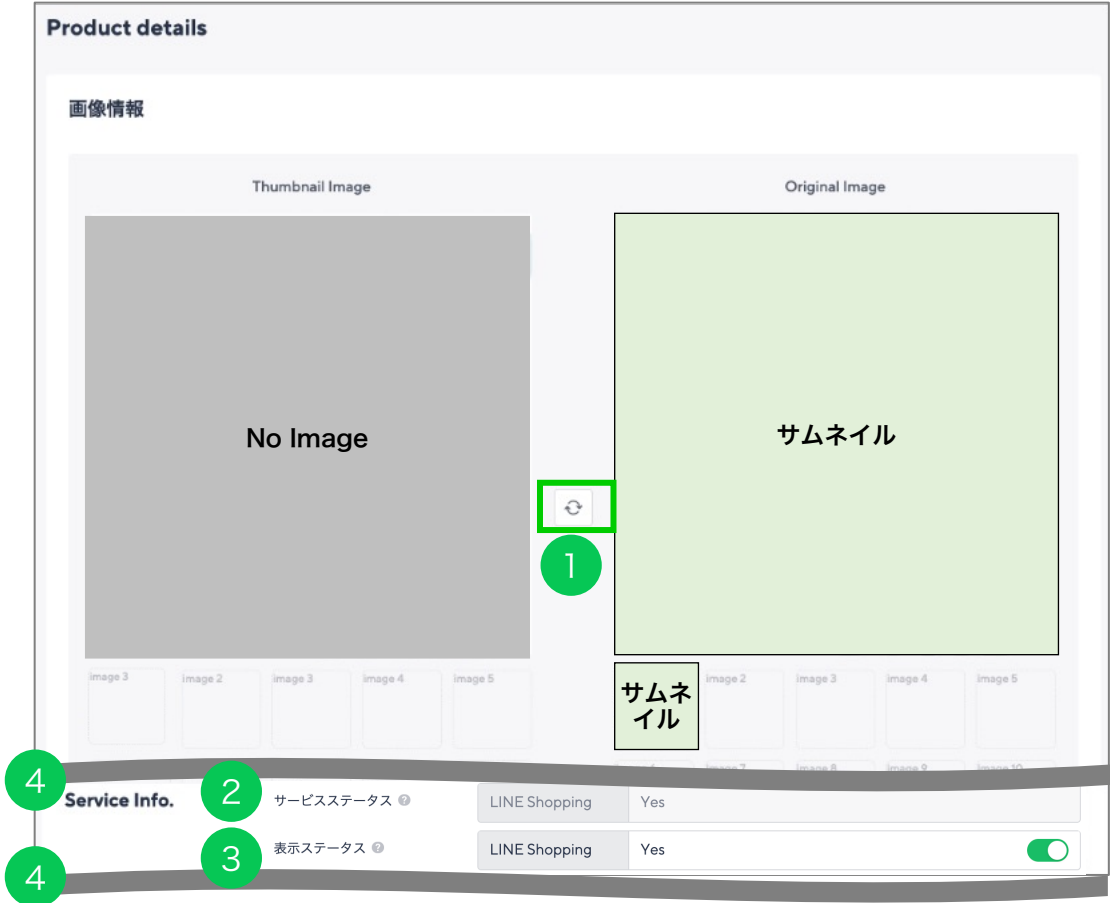 Product details
画像情報
Thumbnail Image
Original Image
No Image
サムネイル
1
image 3
image 2
image 3
image 4
image 5
サムネ
イル
image 2
image 3
image 4
image 5
image 7
image 8
image 9
image 10
4
Service Info.
2
サービスステータス
LINE Shopping
Yes
3
表示ステータス
LINE Shopping
Yes
4